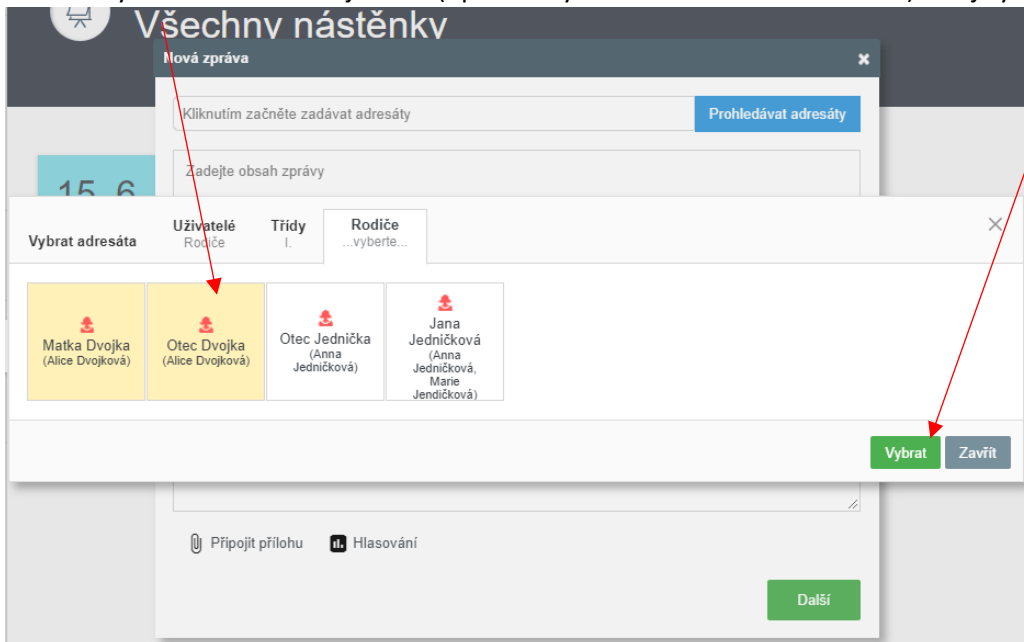 Všechny nástěnky
Nová zpráva
Kliknutím začněte zadávat adresáty
Prohledávat adresáty
Zadejte obsah zprávy
15. 6
Vybrat adresáta
Uživatelé
Rodiče
Třídy
I.
Rodiče
...vyberte...
Matka Dvojka
(Alice Dvojková)
Otec Dvojka
(Alice Dvojková)
Otec Jednička
(Anna
Jedničková)
Jana
Jedničková
(Anna
Jedničková,
Marie
Jendičková)
Vybrat
Zavřít
Připojit přílohu
Hlasování
Další